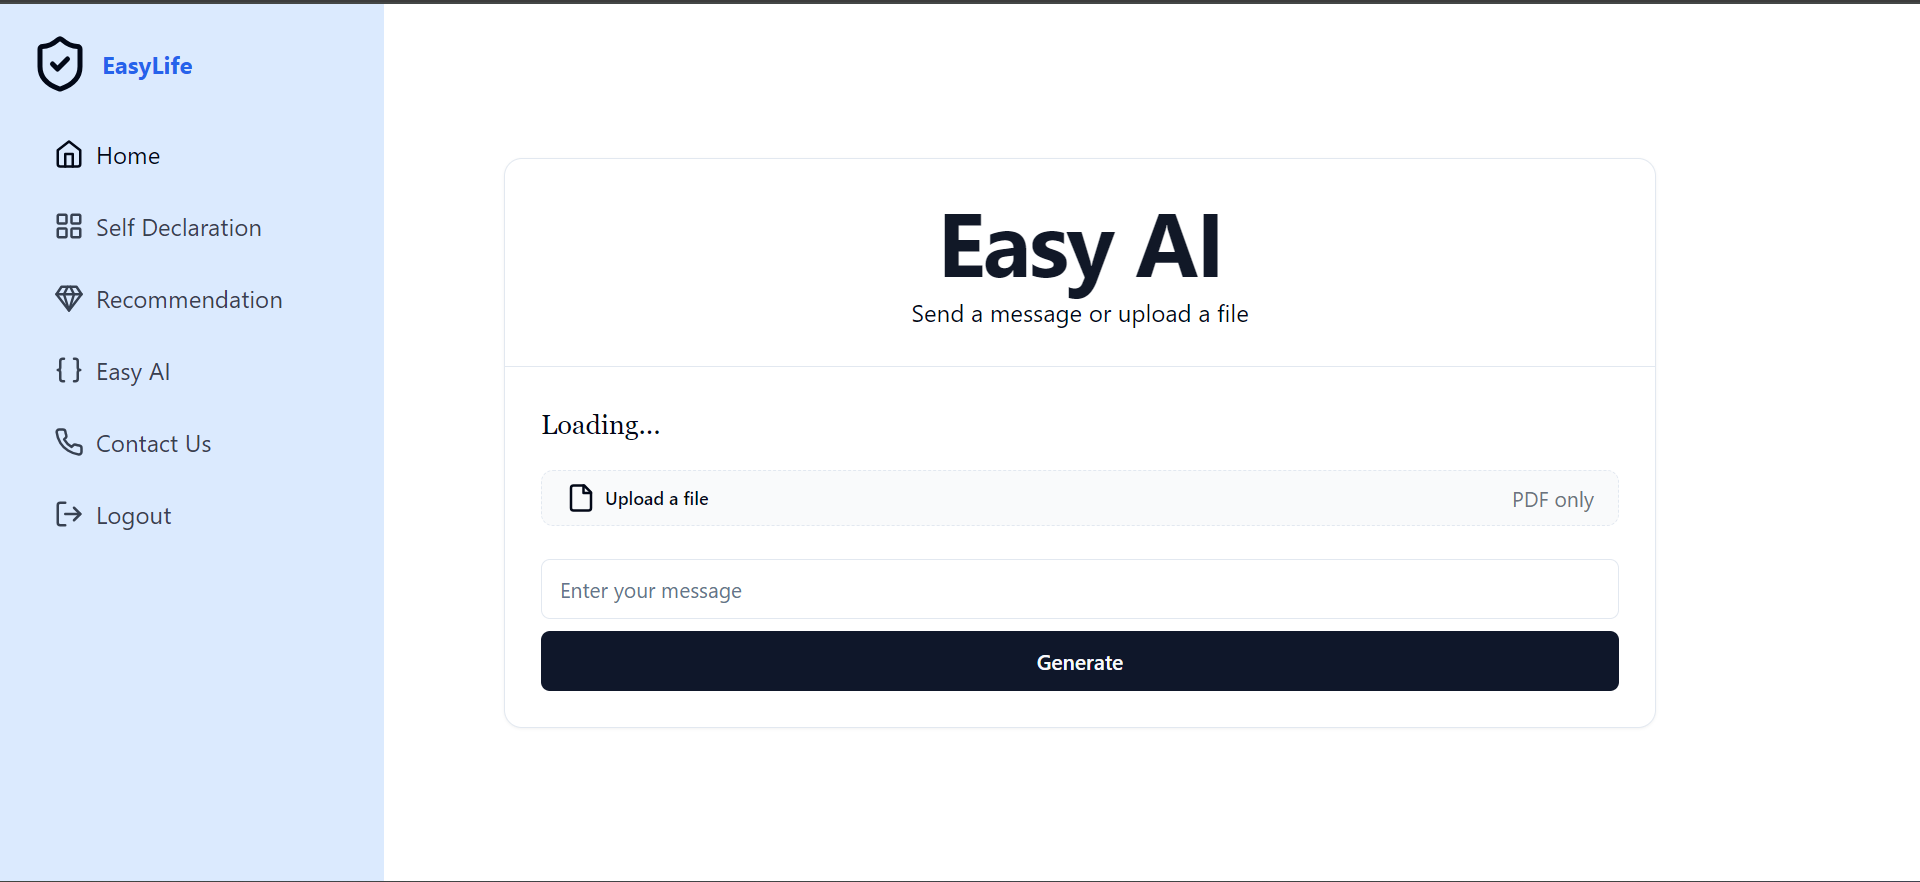 EasyLife
Home
Self Declaration
Recommendation
Easy AI
Contact Us
Logout
Easy AI
Send a message or upload a file
Loading...
Upload a file
PDF only
Enter your message
Generate